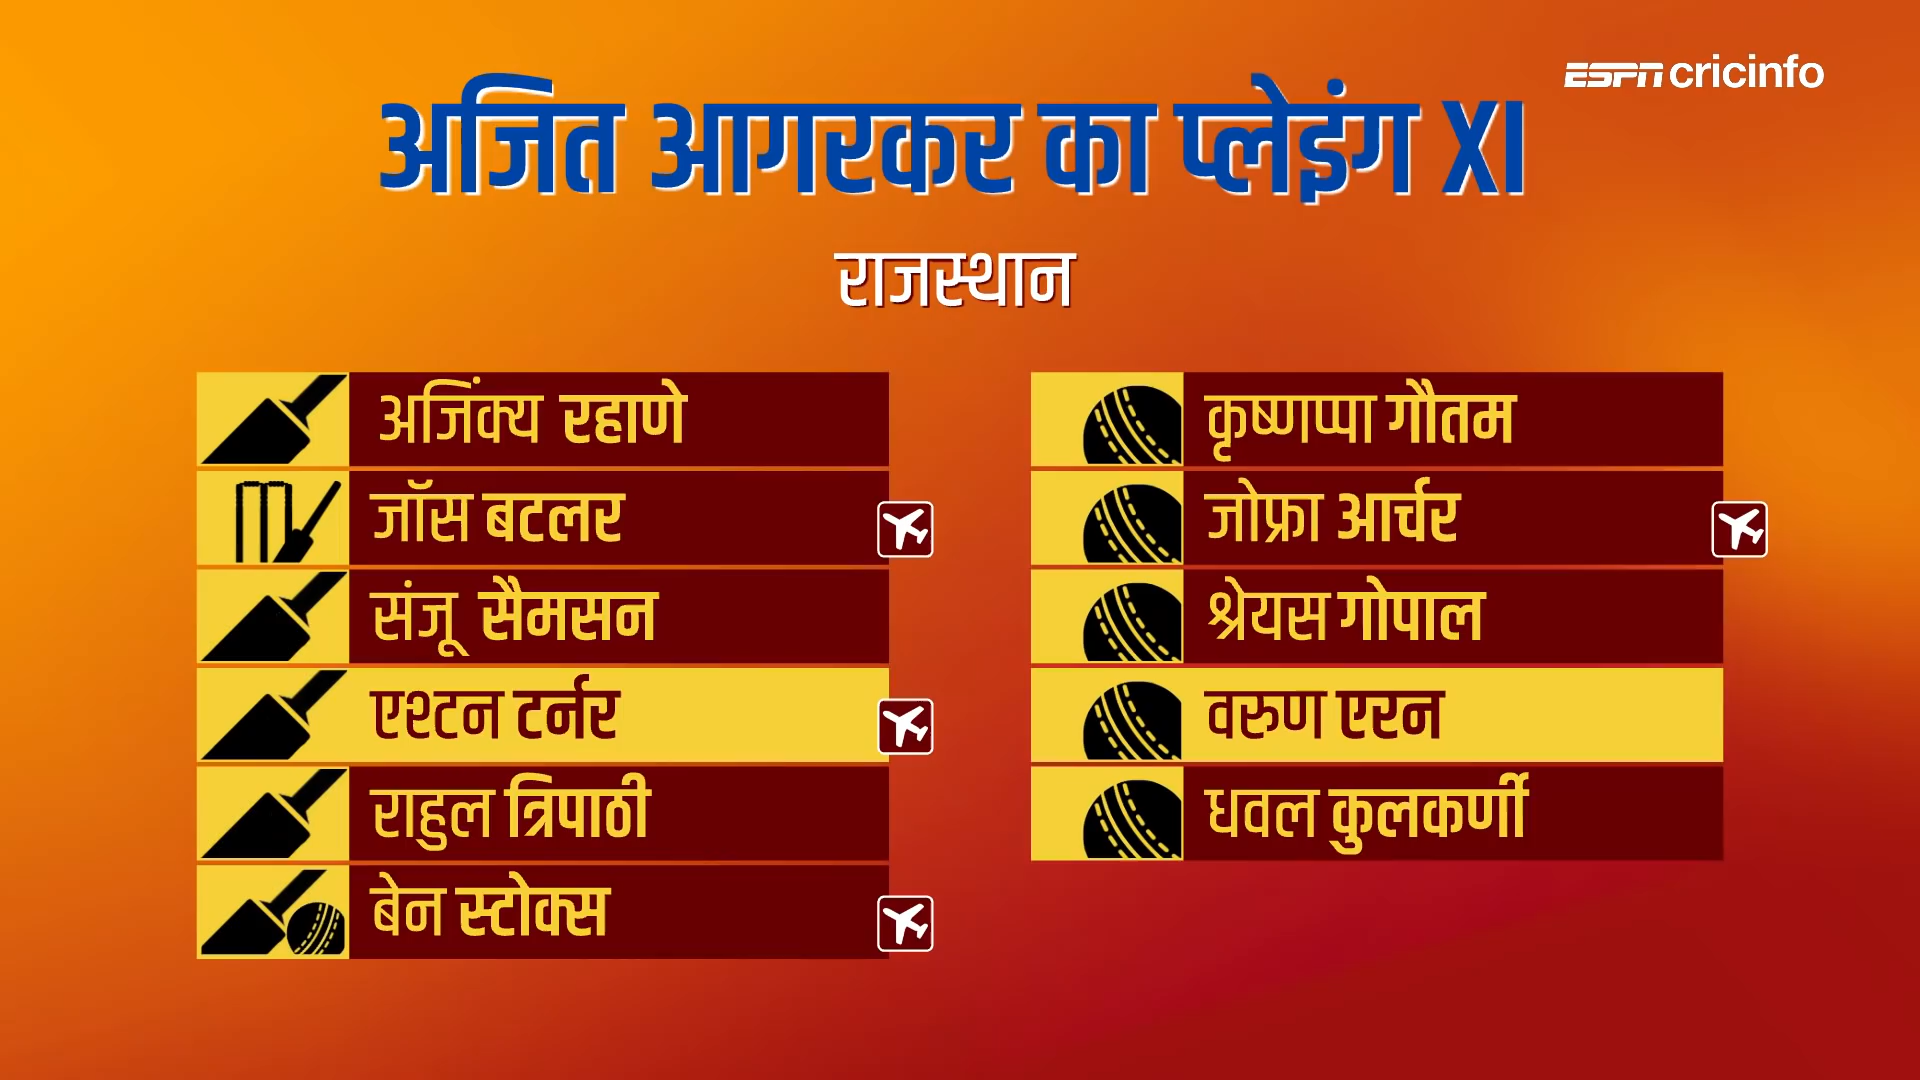 ESPN cricinfo
अजित आगरकर का प्लेइंग XI
राजस्थान
अजिंक्य रहाणे
जॉस बटलर
संजू सैमसन
एश्टन टर्नर
राहुल त्रिपाठी
बेन स्टोक्स
कृष्णप्पा गौतम
जोफ्रा आर्चर
श्रेयस गोपाल
वरुण एरन
धवल कुलकर्णी